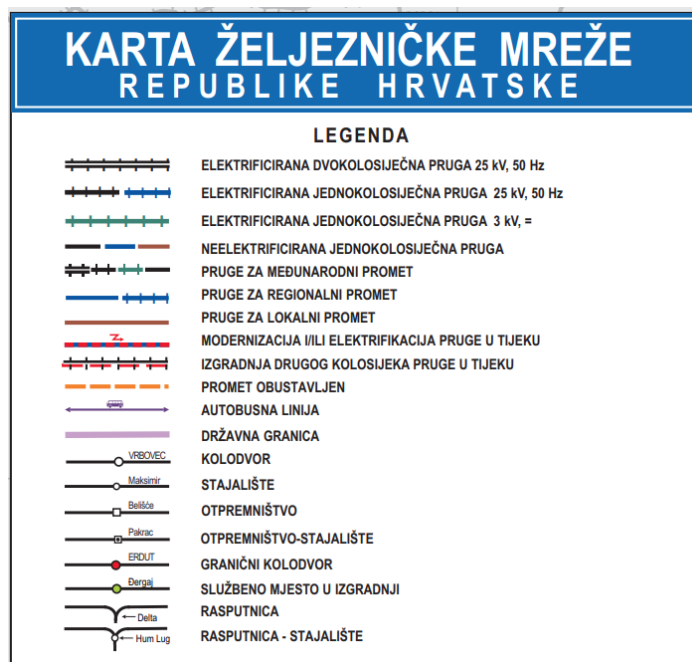 KARTA ŽELJEZNIČKE MREŽE
REPUBLIKE HRVATSKE
LEGENDA
ELEKTRIFICIRANA DVOKOLOSIJEČNA PRUGA 25 kV, 50 Hz
ELEKTRIFICIRANA JEDNOKOLOSIJEČNA PRUGA 25 kV, 50 Hz
ELEKTRIFICIRANA JEDNOKOLOSIJEČNA PRUGA 3 kV, =
NEELEKTRIFICIRANA JEDNOKOLOSIJEČNA PRUGA
PRUGE ZA MEĐUNARODNI PROMET
PRUGE ZA REGIONALNI PROMET
PRUGE ZA LOKALNI PROMET
MODERNIZACIJA I/ILI ELEKTRIFIKACIJA PRUGE U TIJEKU
IZGRADNJA DRUGOG KOLOSIJEKA PRUGE U TIJEKU
PROMET OBUSTAVLJEN
AUTOBUSNA LINIJA
DRŽAVNA GRANICA
VRBOVEC KOLODVOR
Maksimir STAJALIŠTE
Belišće OTPREMNIŠTVO
Pakrac OTPREMNIŠTVO-STAJALIŠTE
ERDUT GRANIČNI KOLODVOR
Đergaj SLUŽBENO MJESTO U IZGRADNJI
Delta RASPUTNICA
Hum Lug RASPUTNICA - STAJALIŠTE